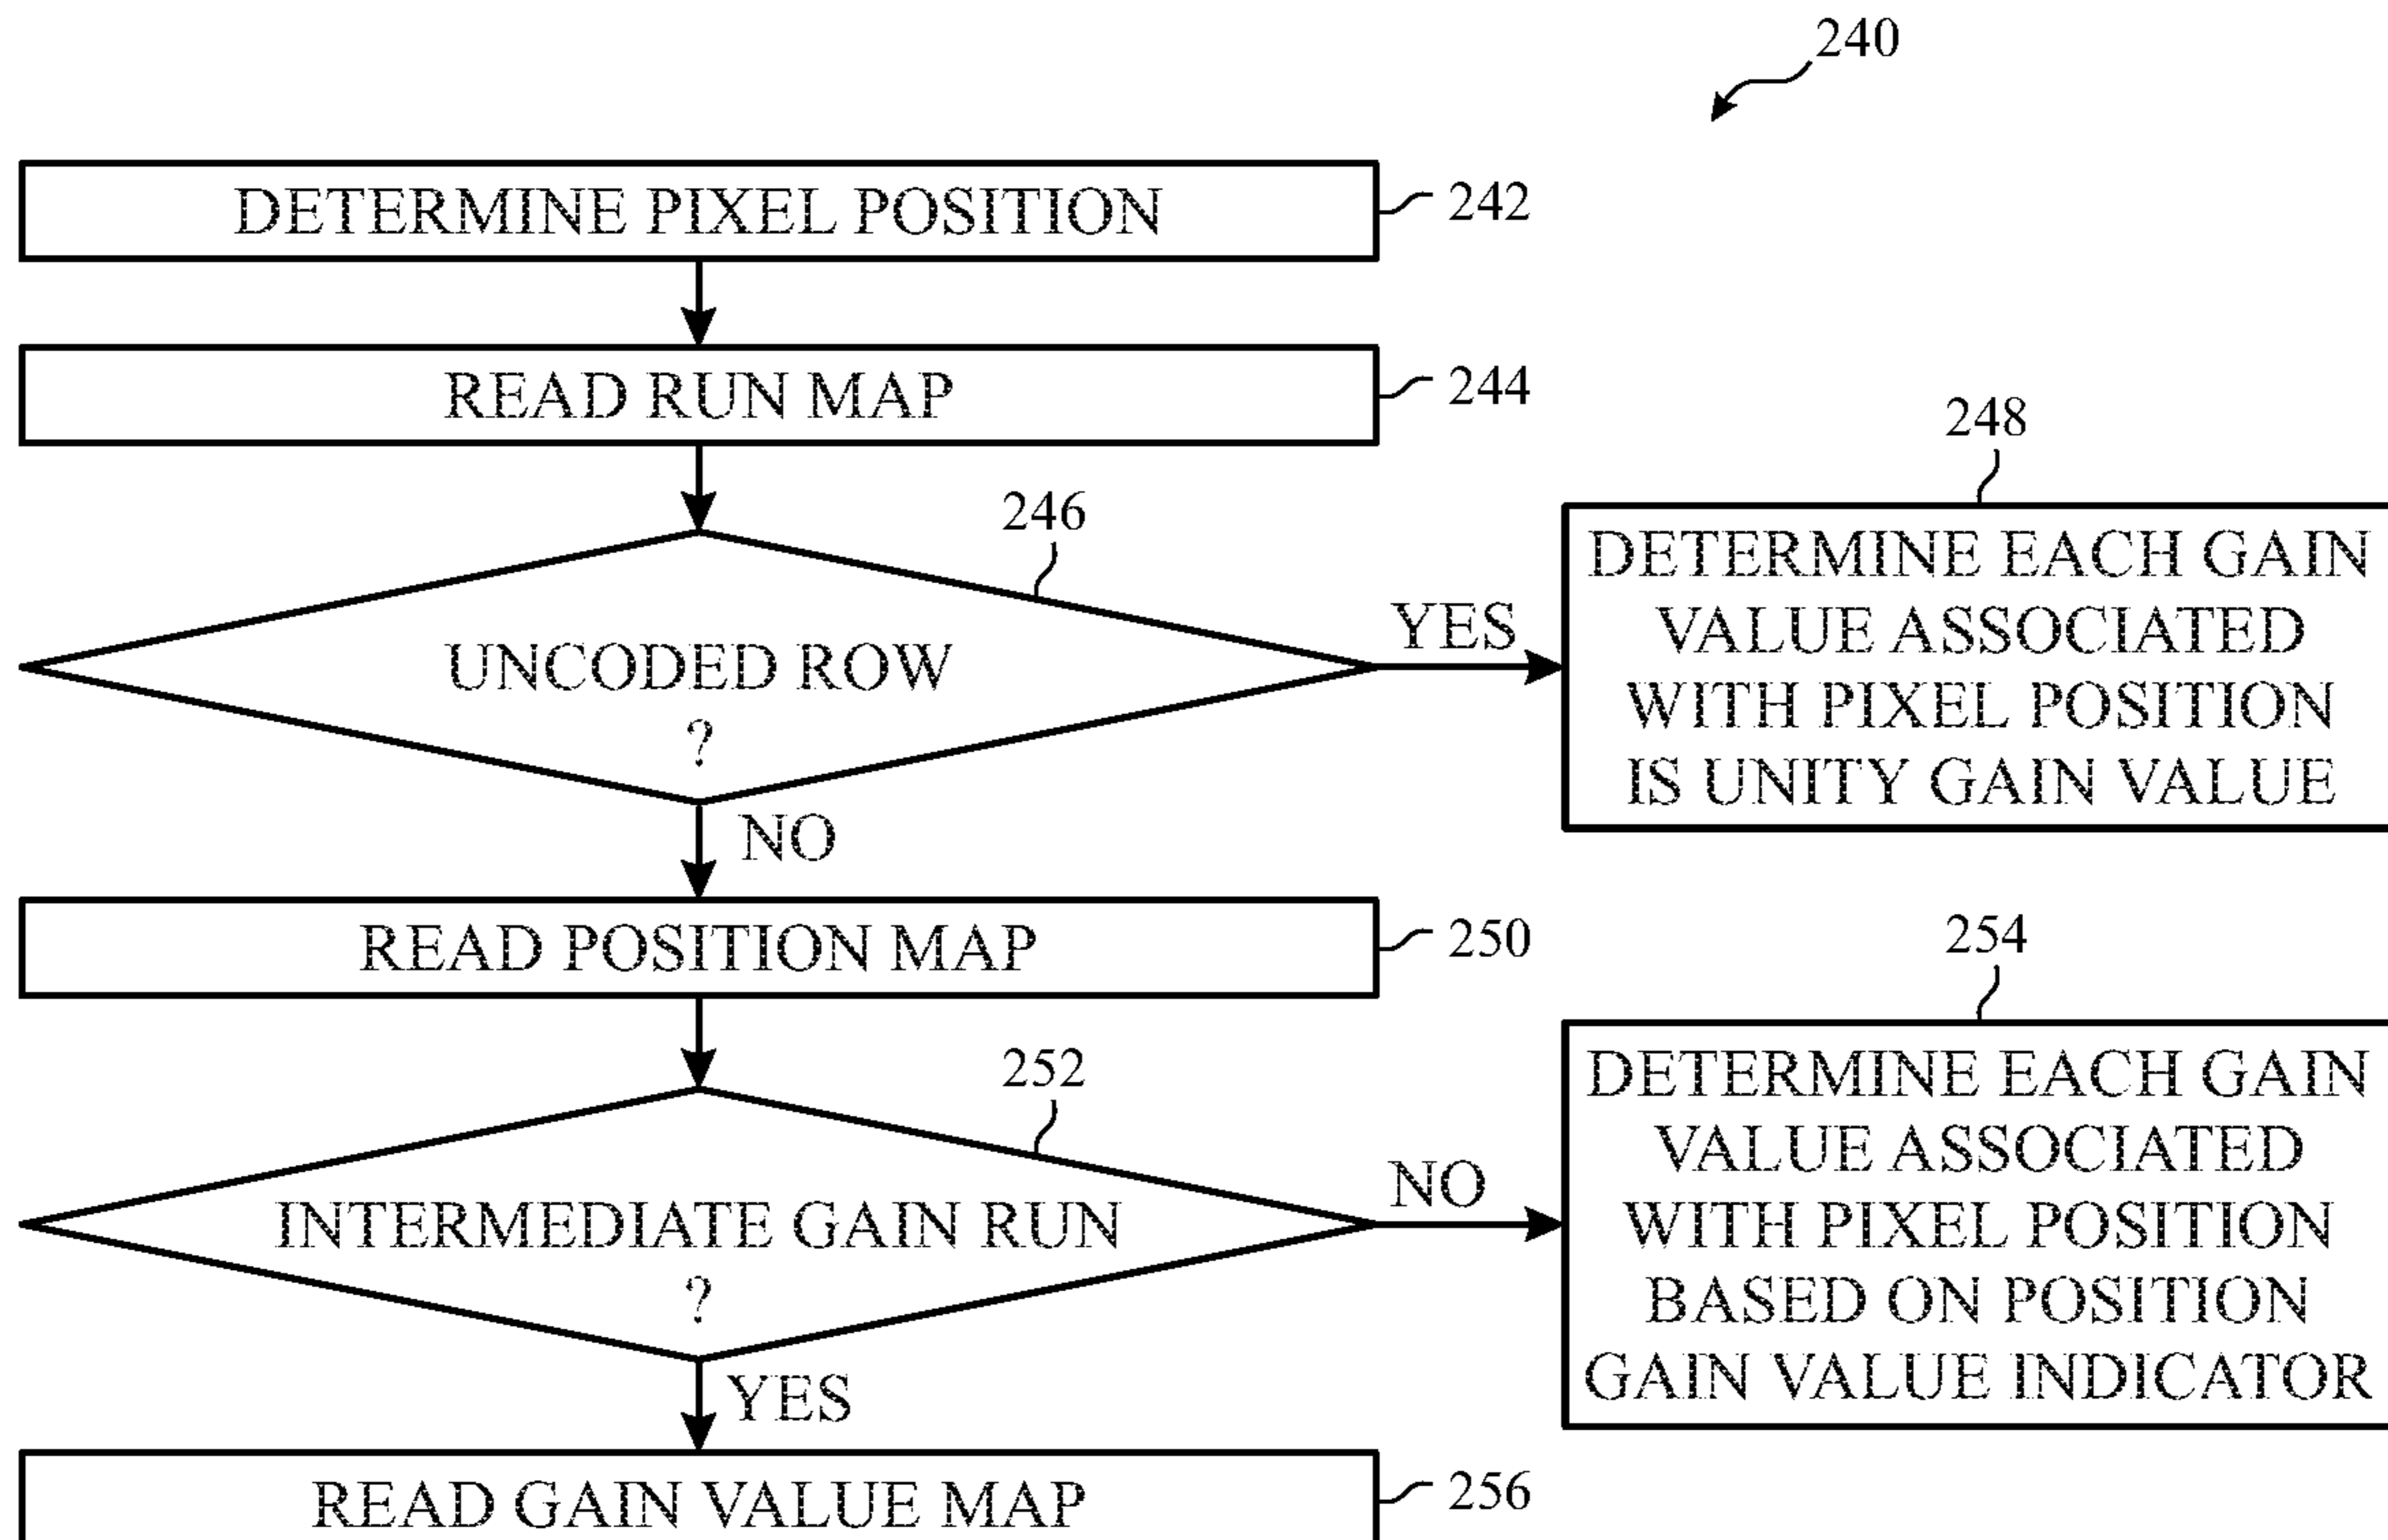 240
DETERMINE PIXEL POSITION
242
READ RUN MAP
244
246
UNCODED ROW
?
YES
248
DETERMINE EACH GAIN
VALUE ASSOCIATED
WITH PIXEL POSITION
IS UNITY GAIN VALUE
NO
READ POSITION MAP
250
252
INTERMEDIATE GAIN RUN
?
NO
254
DETERMINE EACH GAIN
VALUE ASSOCIATED
WITH PIXEL POSITION
BASED ON POSITION
GAIN VALUE INDICATOR
YES
READ GAIN VALUE MAP
256